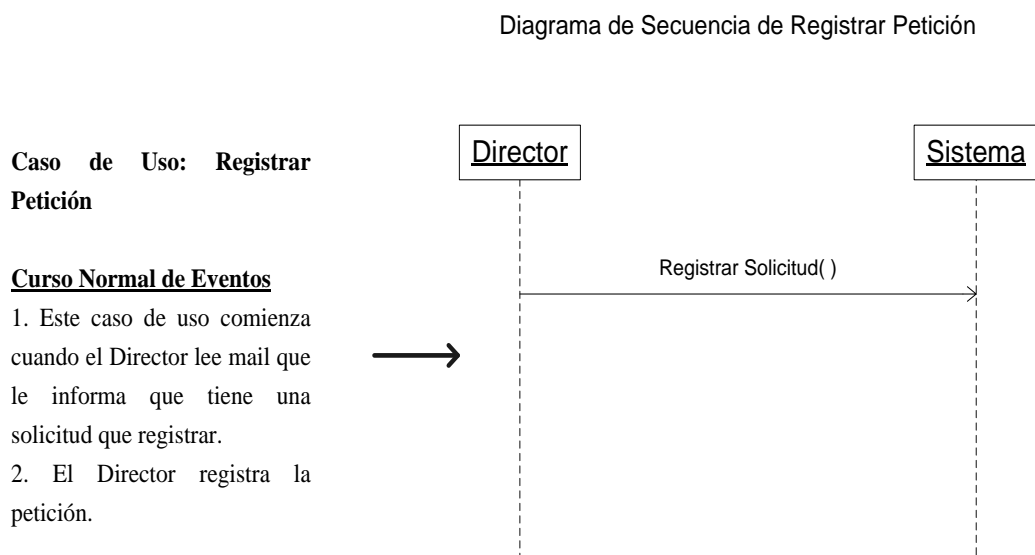 Diagrama de Secuencia de Registrar Petición
Caso de Uso: Registrar
Petición
Curso Normal de Eventos
1. Este caso de uso comienza
cuando el Director lee mail que
le informa que tiene una
solicitud que registrar.
2. El Director registra la
petición.
Director
Sistema
Registrar Solicitud( )